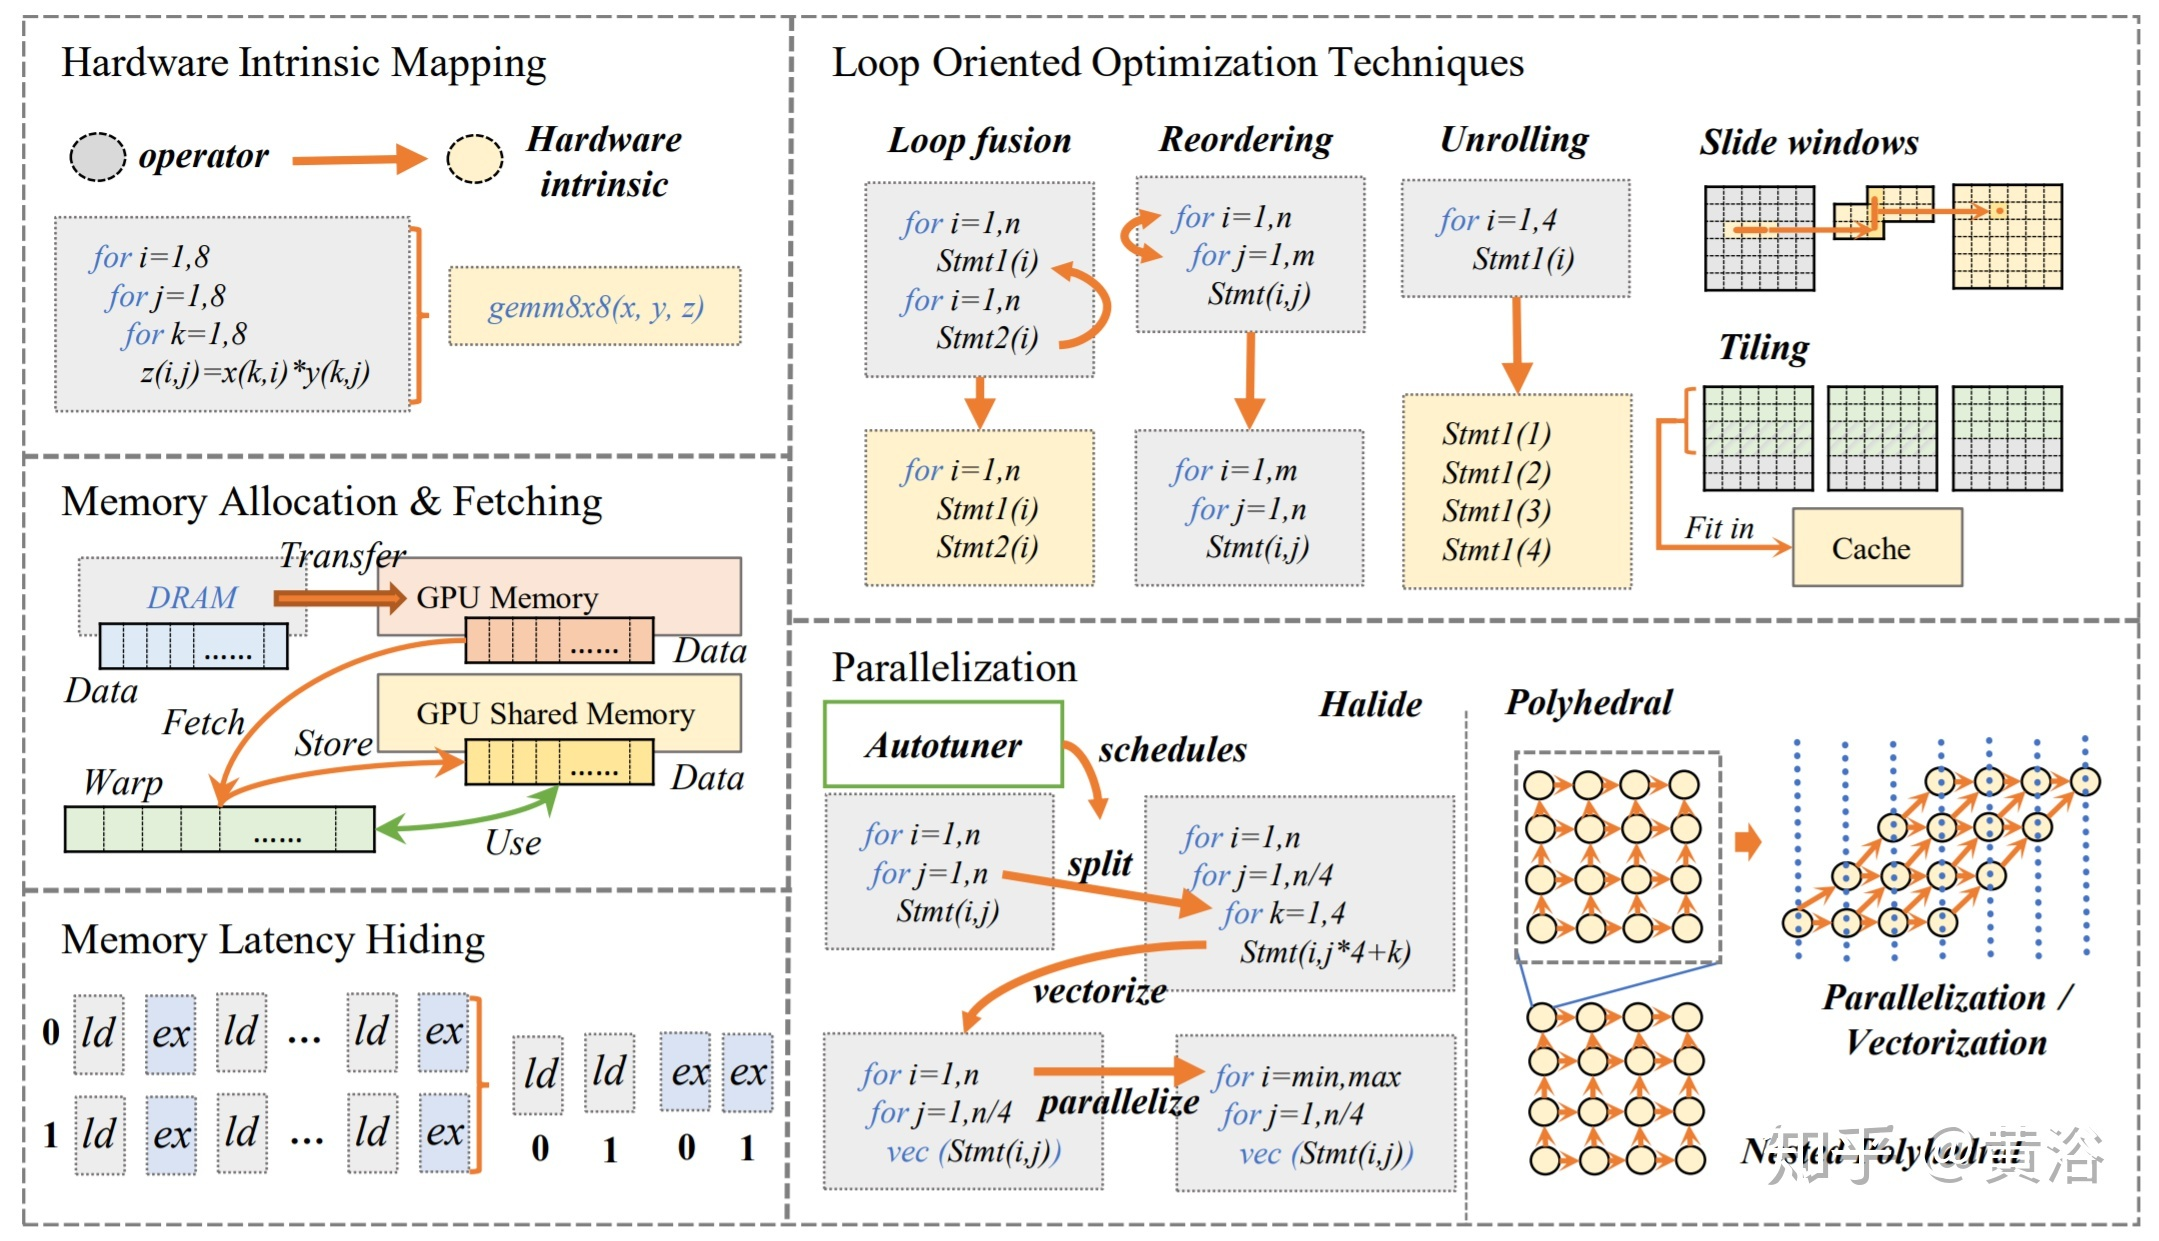 Hardware Intrinsic Mapping
operator
Hardware
intrinsic
for i=1,8
for j=1,8
for k=1,8
z(i,j)=x(k,i)*y(k,j)
gemm8x8(x, y, z)
Memory Allocation & Fetching
Transfer
DRAM
GPU Memory
......
......
Data
Data
GPU Shared Memory
Fetch
Store
......
Data
Warp
......
Use
Memory Latency Hiding
0 ld ex ld ... ld ex
1 ld ex ld ... ld ex
ld ld ex ex
0 1 0 1
Loop Oriented Optimization Techniques
Loop fusion
for i=1,n
Stmt1(i)
for i=1,n
Stmt2(i)
for i=1,n
Stmt1(i)
Stmt2(i)
Reordering
for i=1,n
for j=1,m
Stmt(i,j)
for i=1,m
for j=1,n
Stmt(i,j)
Unrolling
for i=1,4
Stmt1(i)
Stmt1(1)
Stmt1(2)
Stmt1(3)
Stmt1(4)
Slide windows
Tiling
Fit in
Cache
Parallelization
Halide
Autotuner
schedules
for i=1,n
for j=1,n
Stmt(i,j)
split
for i=1,n
for j=1,n/4
for k=1,4
Stmt(i,j*4+k)
vectorize
for i=1,n
for j=1,n/4
vec (Stmt(i,j))
parallelize
for i=min,max
for j=1,n/4
vec (Stmt(i,j))
Polyhedral
Parallelization /
Vectorization
Nested Polyhedral
知乎 @黄浴